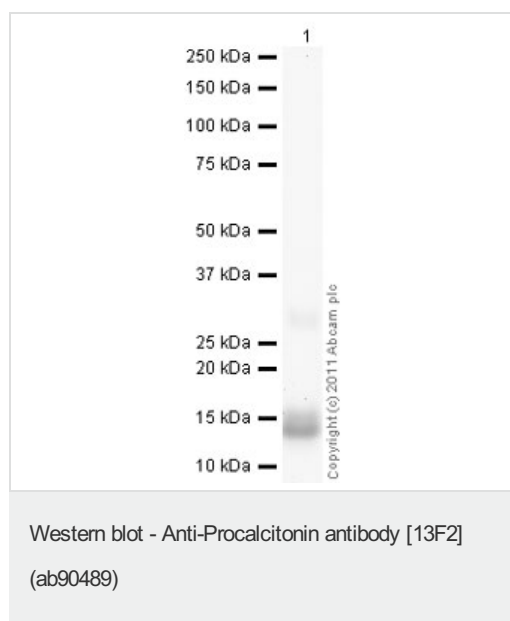 1
250 kDa
150 kDa
100 kDa
75 kDa
50 kDa
37 kDa
25 kDa
20 kDa
15 kDa
10 kDa
Copyright (c) 2011 Abcam plc
Western blot - Anti-Procalcitonin antibody [13F2]
(ab90489)